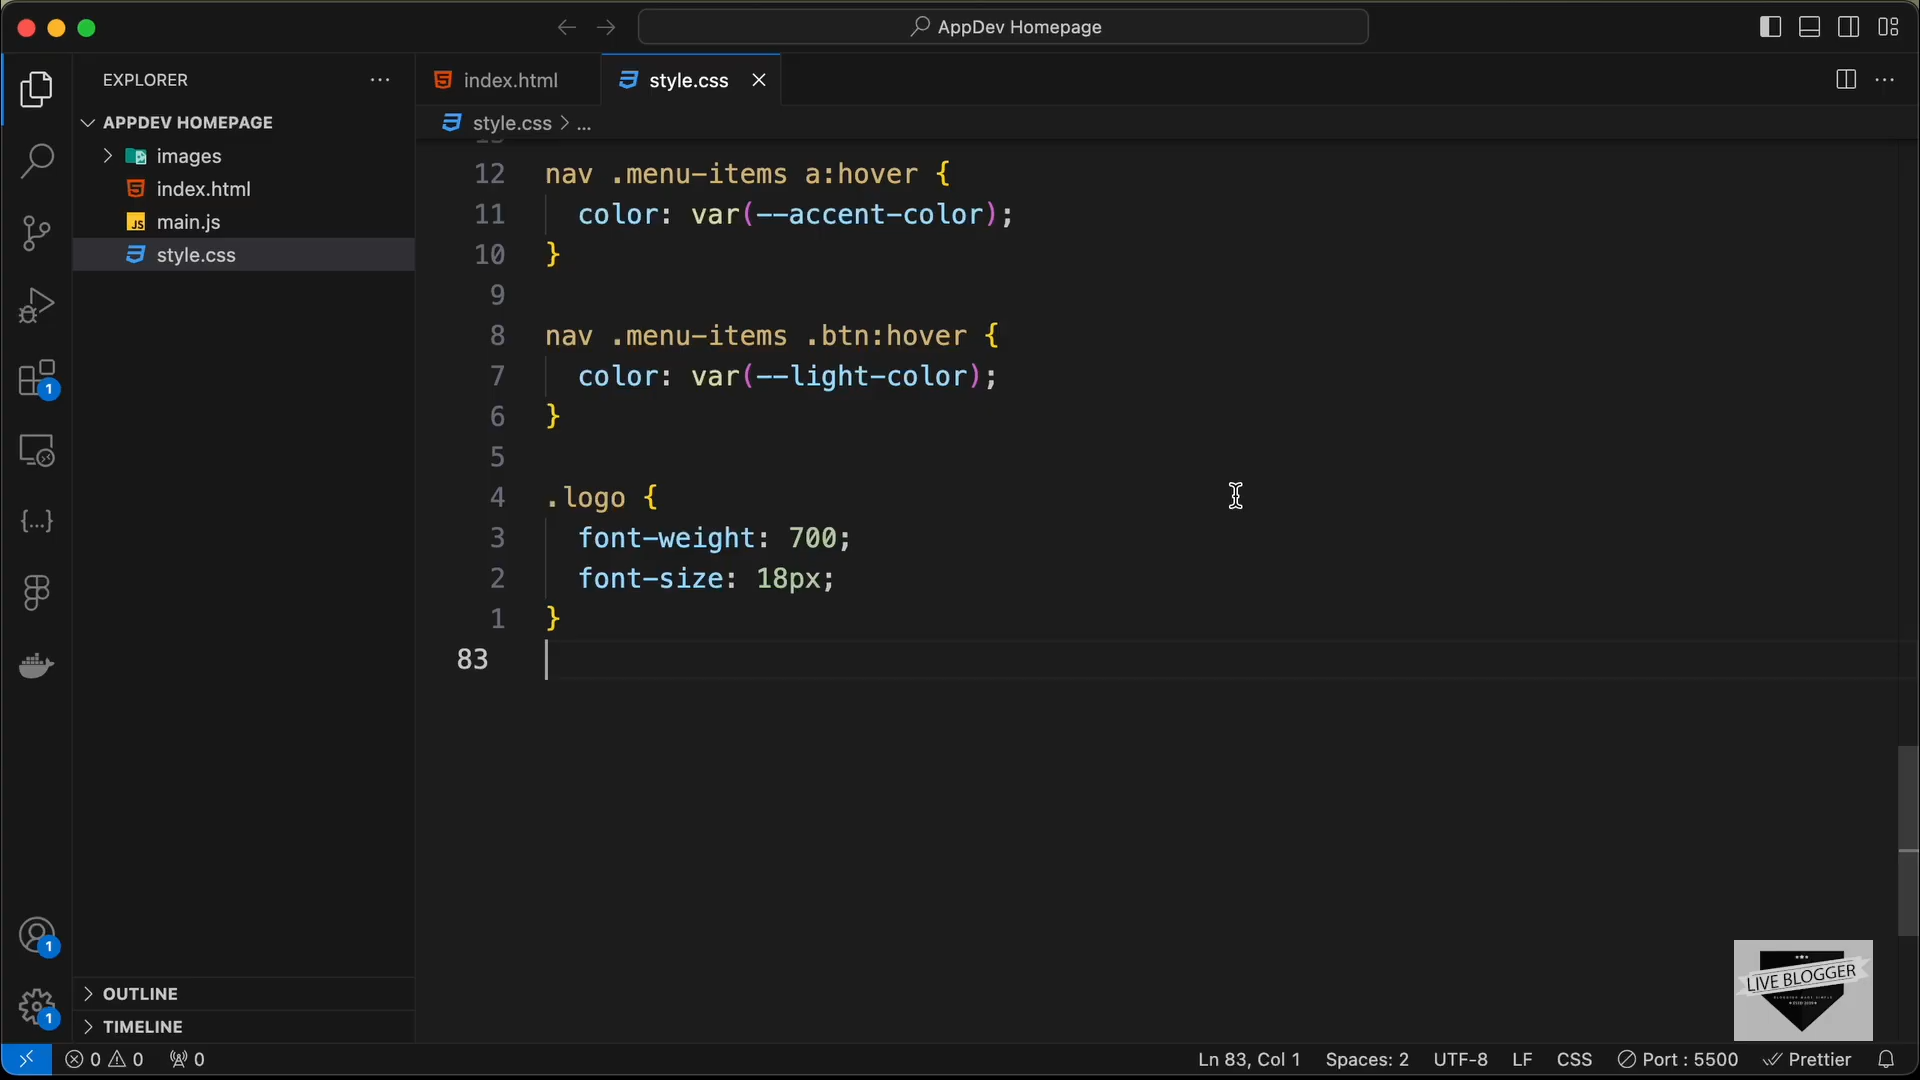 AppDev Homepage
EXPLORER
index.html
style.css
APPDEV HOMEPAGE
style.css > ...
images
index.html
main.js
style.css
12 nav .menu-items a:hover {
11 color: var(--accent-color);
10 }
9
8 nav .menu-items .btn:hover {
7 color: var(--light-color);
6 }
5
4 .logo {
3 font-weight: 700;
2 font-size: 18px;
1 }
83
1
1
1
OUTLINE
TIMELINE
LIVE BLOGGER
0 0 0
Ln 83, Col 1 Spaces: 2 UTF-8 LF CSS Port : 5500 Prettier